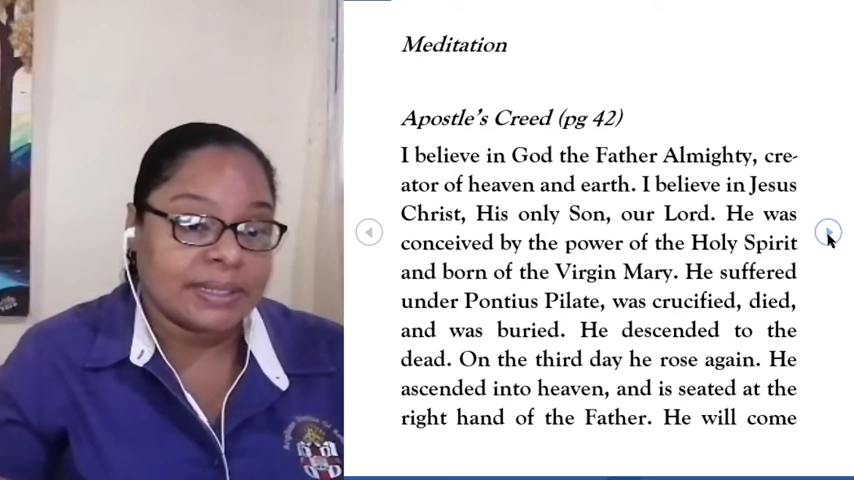 Meditation
Apostle's Creed (pg 42)
I believe in God the Father Almighty, cre-
ator of heaven and earth. I believe in Jesus
Christ, His only Son, our Lord. He was
conceived by the power of the Holy Spirit
and born of the Virgin Mary. He suffered
under Pontius Pilate, was crucified, died,
and was buried. He descended to the
dead. On the third day he rose again. He
ascended into heaven, and is seated at the
right hand of the Father. He will come